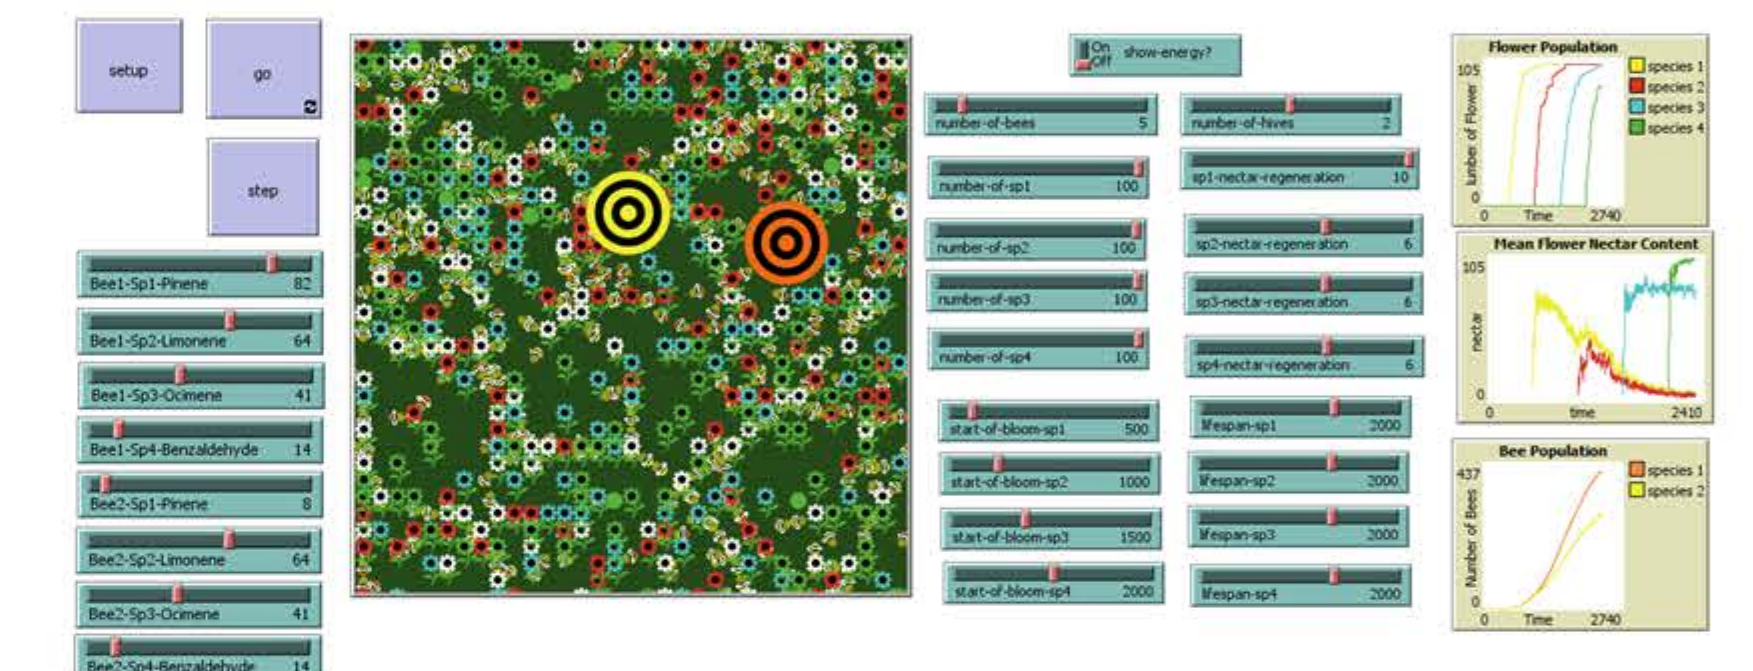 setup
go
step
Bee1-Sp1-Pinene 82
Bee1-Sp2-Limonene 64
Bee1-Sp3-Ocimene 41
Bee1-Sp4-Benzaldehyde 14
Bee2-Sp1-Pinene 8
Bee2-Sp2-Limonene 64
Bee2-Sp3-Ocimene 41
Bee2-Sp4-Benzaldehyde 14
On
Off
show-energy?
number-of-bees 5
number-of-hives 2
number-of-sp1 100
sp1-nectar-regeneration 10
number-of-sp2 100
sp2-nectar-regeneration 6
number-of-sp3 100
sp3-nectar-regeneration 6
number-of-sp4 100
sp4-nectar-regeneration 6
start-of-bloom-sp1 500
lifespan-sp1 2000
start-of-bloom-sp2 1000
lifespan-sp2 2000
start-of-bloom-sp3 1500
lifespan-sp3 2000
start-of-bloom-sp4 2000
lifespan-sp4 2000
Flower Population
105
of Flower
0
0 Time 2740
species 1
species 2
species 3
species 4
Mean Flower Nectar Content
105
nectar
0
0 time 2410
Bee Population
437
Number of Bees
0
0 Time 2740
species 1
species 2